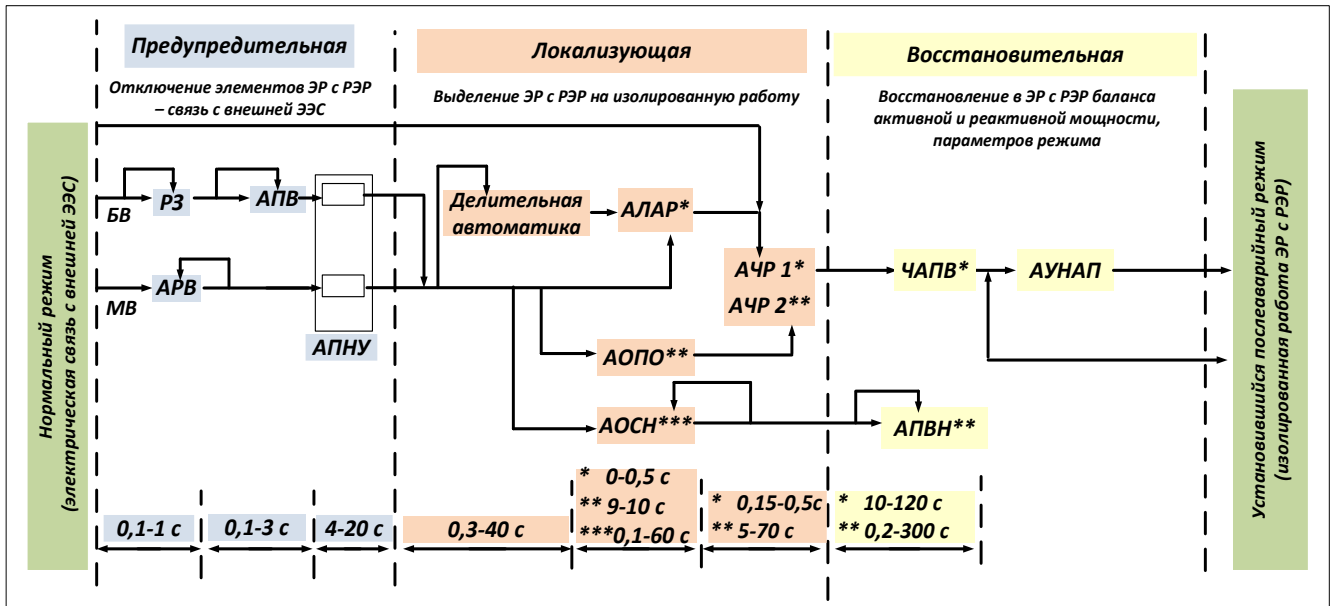 Предупредительная
Локализующая
Восстановительная
Отключение элементов ЭР с РЭР
– связь с внешней ЭЭС
Выделение ЭР с РЭР на изолированную работу
Восстановление в ЭР с РЭР баланса
активной и реактивной мощности,
параметров режима
Нормальный режим
(электрическая связь с внешней ЭЭС)
БВ
РЗ
АПВ
Делительная
автоматика
АЛАР*
МВ
АРВ
АПНУ
АЧР 1*
АЧР 2**
ЧАПВ*
АУНАП
АОПО**
АОСН***
АПВН**
0,1-1 с
0,1-3 с
4-20 с
0,3-40 с
* 0-0,5 с
** 9-10 с
***0,1-60 с
* 0,15-0,5с
** 5-70 с
* 10-120 с
** 0,2-300 с
Установившийся послеаварийный режим
(изолированная работа ЭР с РЭР)